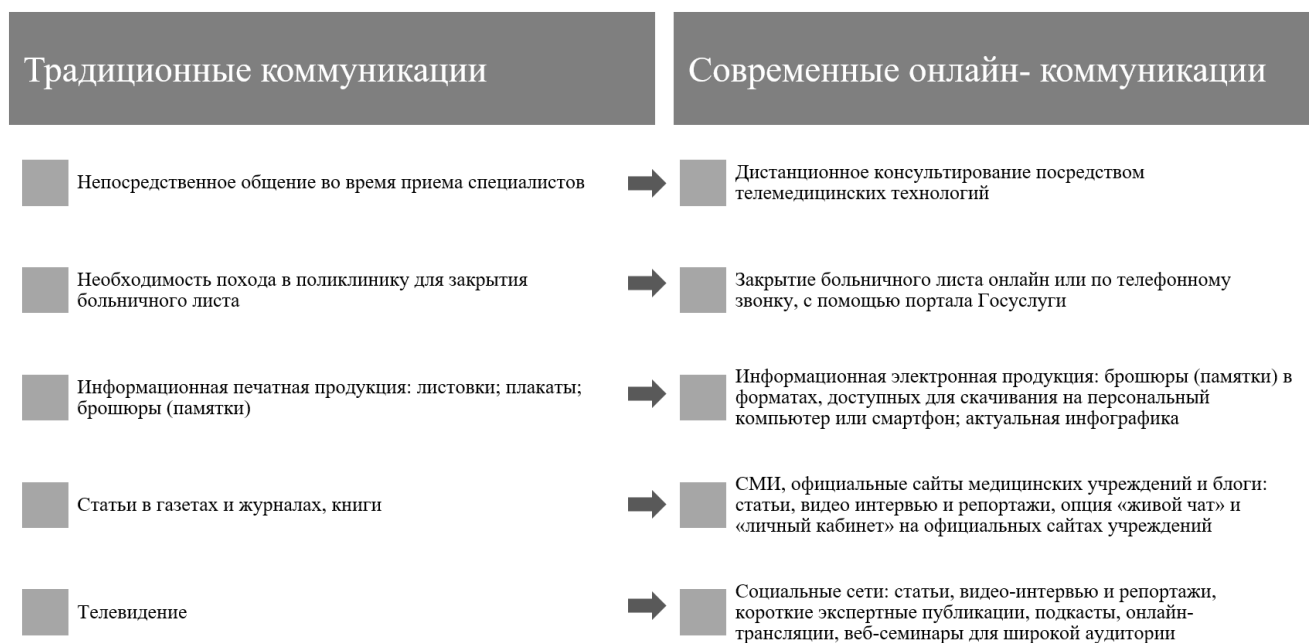 Традиционные коммуникации
Современные онлайн- коммуникации
Непосредственное общение во время приема специалистов
Дистанционное консультирование посредством
телемедицинских технологий
Необходимость похода в поликлинику для закрытия
больничного листа
Закрытие больничного листа онлайн или по телефонному
звонку, с помощью портала Госуслуги
Информационная печатная продукция: листовки; плакаты;
брошюры (памятки)
Информационная электронная продукция: брошюры (памятки) в
форматах, доступных для скачивания на персональный
компьютер или смартфон; актуальная инфографика
Статьи в газетах и журналах, книги
СМИ, официальные сайты медицинских учреждений и блоги:
статьи, видео интервью и репортажи, опция «живой чат» и
«личный кабинет» на официальных сайтах учреждений
Телевидение
Социальные сети: статьи, видео-интервью и репортажи,
короткие экспертные публикации, подкасты, онлайн-
трансляции, веб-семинары для широкой аудитории